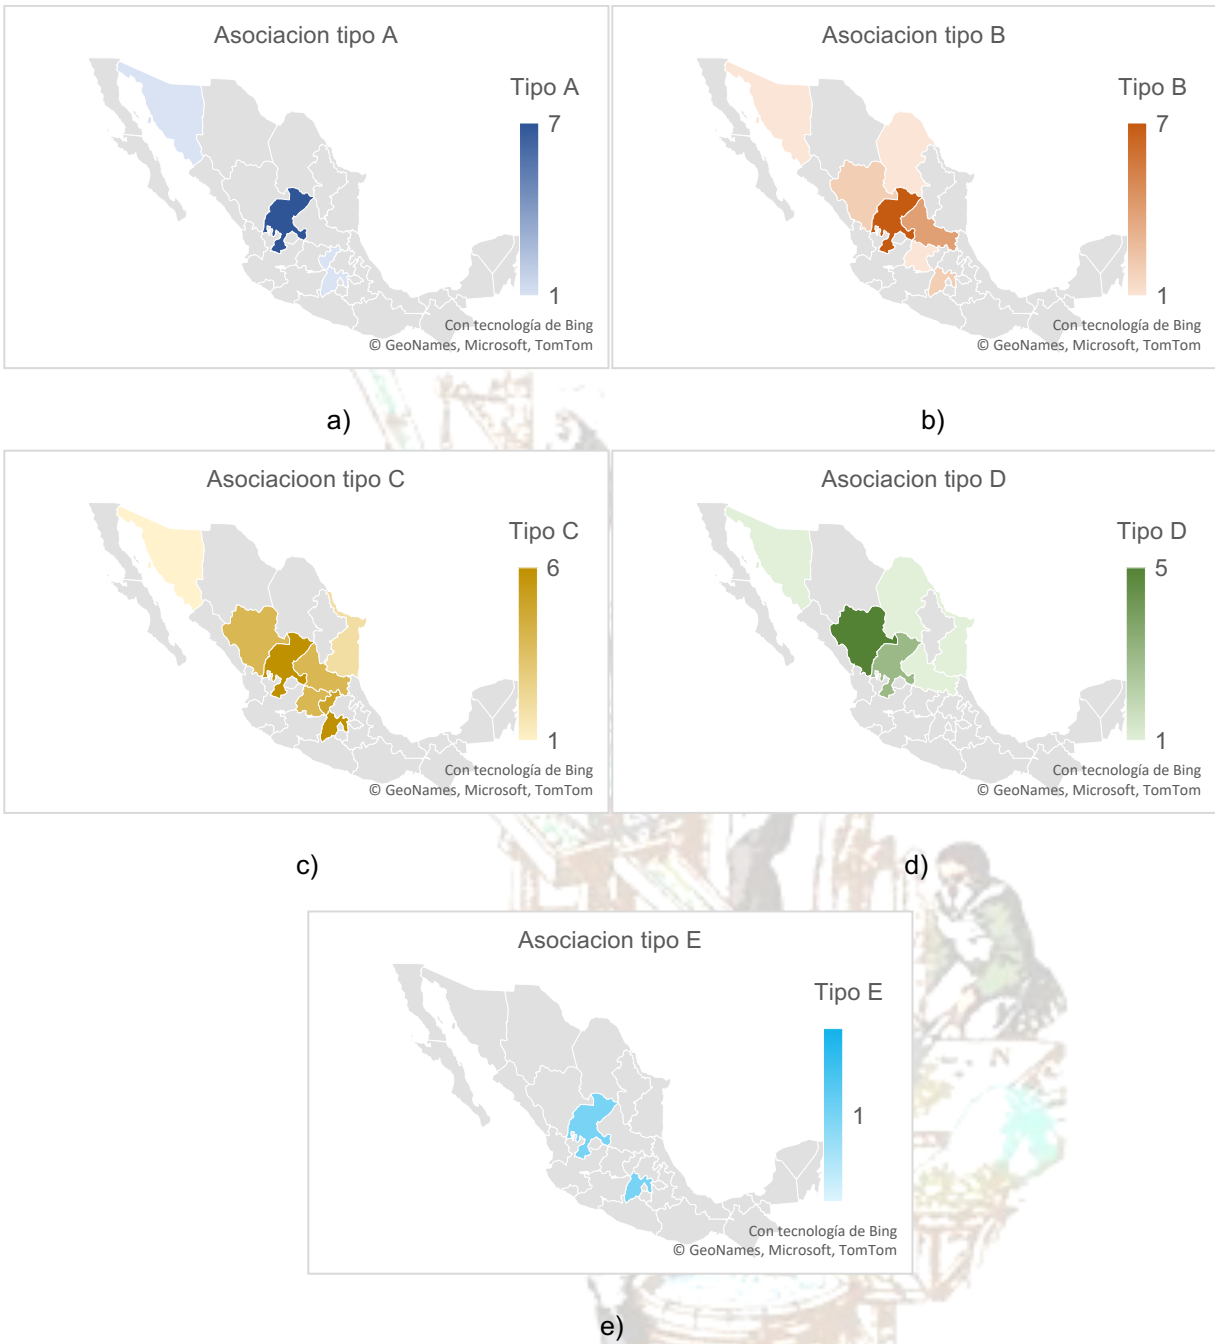 Asociacion tipo A
Tipo A
7
1
Con tecnología de Bing
© GeoNames, Microsoft, TomTom
a)
Asociacion tipo B
Tipo B
7
1
Con tecnología de Bing
© GeoNames, Microsoft, TomTom
b)
Asociacioon tipo C
Tipo C
6
1
Con tecnología de Bing
© GeoNames, Microsoft, TomTom
c)
Asociacion tipo D
Tipo D
5
1
Con tecnología de Bing
© GeoNames, Microsoft, TomTom
d)
Asociacion tipo E
Tipo E
1
Con tecnología de Bing
© GeoNames, Microsoft, TomTom
e)